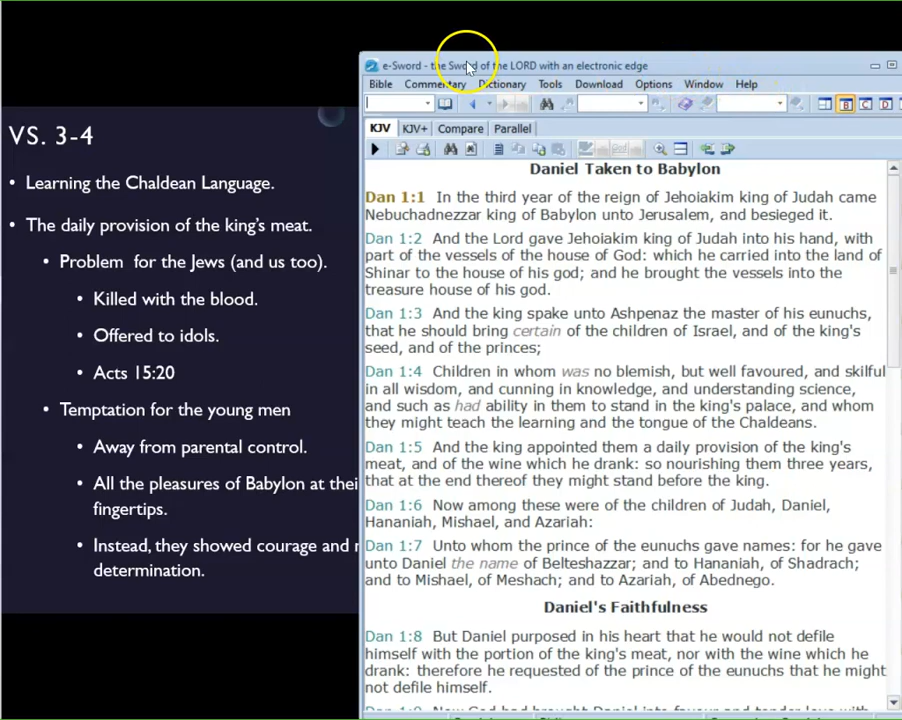 VS. 3-4
• Learning the Chaldean Language.
• The daily provision of the king's meat.
• Problem for the Jews (and us too).
• Killed with the blood.
• Offered to idols.
• Acts 15:20
• Temptation for the young men
• Away from parental control.
• All the pleasures of Babylon at thei
fingertips.
• Instead, they showed courage and
determination.
e-Sword - the Sword of the LORD with an electronic edge
Bible Commentary Dictionary Tools Download Options Window Help
B C D
KJV KJV+ Compare Parallel
Daniel Taken to Babylon
Dan 1:1 In the third year of the reign of Jehoiakim king of Judah came
Nebuchadnezzar king of Babylon unto Jerusalem, and besieged it.
Dan 1:2 And the Lord gave Jehoiakim king of Judah into his hand, with
part of the vessels of the house of God: which he carried into the land of
Shinar to the house of his god; and he brought the vessels into the
treasure house of his god.
Dan 1:3 And the king spake unto Ashpenaz the master of his eunuchs,
that he should bring certain of the children of Israel, and of the king's
seed, and of the princes;
Dan 1:4 Children in whom was no blemish, but well favoured, and skilful
in all wisdom, and cunning in knowledge, and understanding science,
and such as had ability in them to stand in the king's palace, and whom
they might teach the learning and the tongue of the Chaldeans.
Dan 1:5 And the king appointed them a daily provision of the king's
meat, and of the wine which he drank: so nourishing them three years,
that at the end thereof they might stand before the king.
Dan 1:6 Now among these were of the children of Judah, Daniel,
Hananiah, Mishael, and Azariah:
Dan 1:7 Unto whom the prince of the eunuchs gave names: for he gave
unto Daniel the name of Belteshazzar; and to Hananiah, of Shadrach;
and to Mishael, of Meshach; and to Azariah, of Abednego.
Daniel's Faithfulness
Dan 1:8 But Daniel purposed in his heart that he would not defile
himself with the portion of the king's meat, nor with the wine which he
drank: therefore he requested of the prince of the eunuchs that he might
not defile himself.